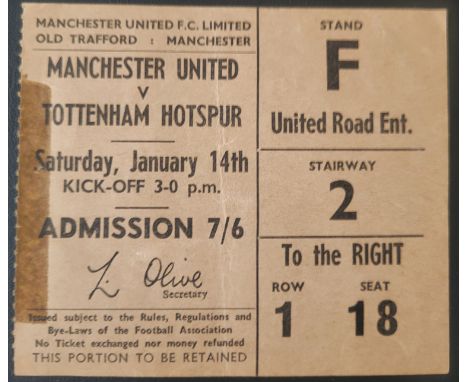 MANCHESTER UNITED F.C. LIMITED
OLD TRAFFORD : MANCHESTER
MANCHESTER UNITED
V
TOTTENHAM HOTSPUR
Saturday, January 14th
KICK-OFF 3-0 p.m.
ADMISSION 7/6
L. Olive
Secretary
Issued subject to the Rules, Regulations and
Bye-Laws of the Football Association
No Ticket exchanged nor money refunded
THIS PORTION TO BE RETAINED
STAND
F
United Road Ent.
STAIRWAY
2
To the RIGHT
ROW SEAT
1 18